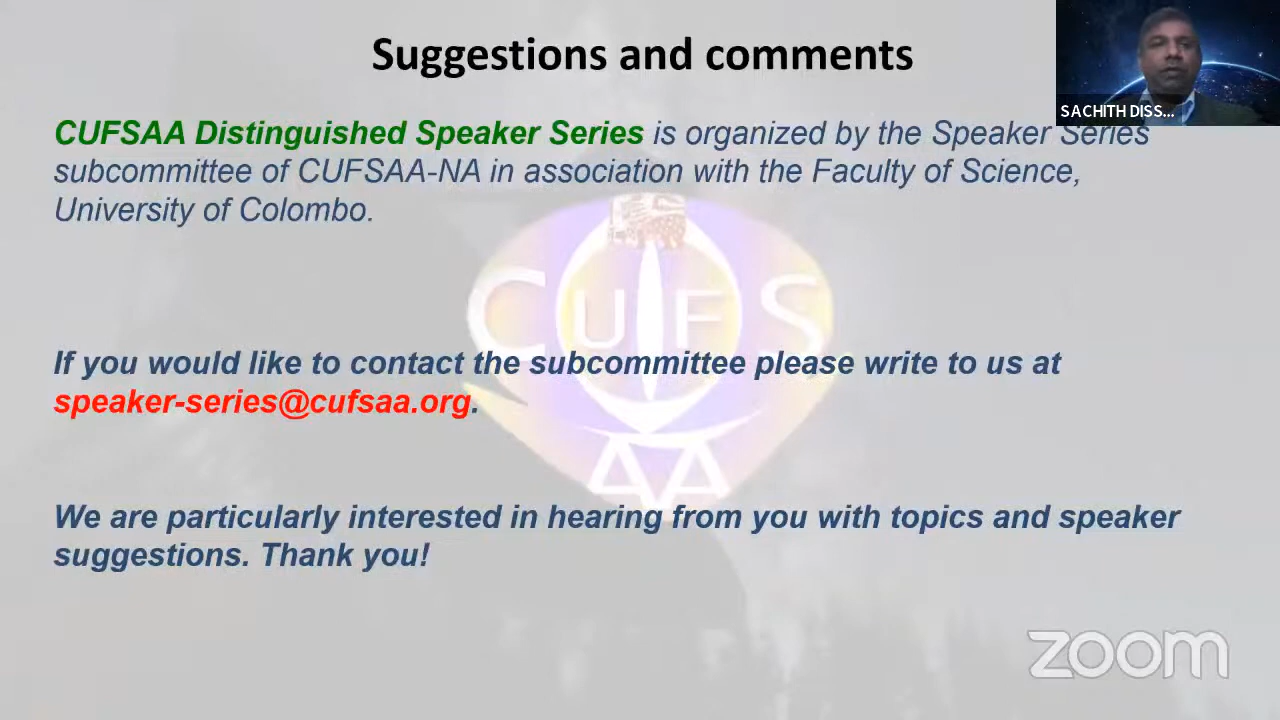 Suggestions and comments
SACHITH DISS...
CUFSAA Distinguished Speaker Series is organized by the Speaker Series
subcommittee of CUFSAA-NA in association with the Faculty of Science,
University of Colombo.
CUFS
AA
If you would like to contact the subcommittee please write to us at
speaker-series@cufsaa.org.
We are particularly interested in hearing from you with topics and speaker
suggestions. Thank you!
zoom